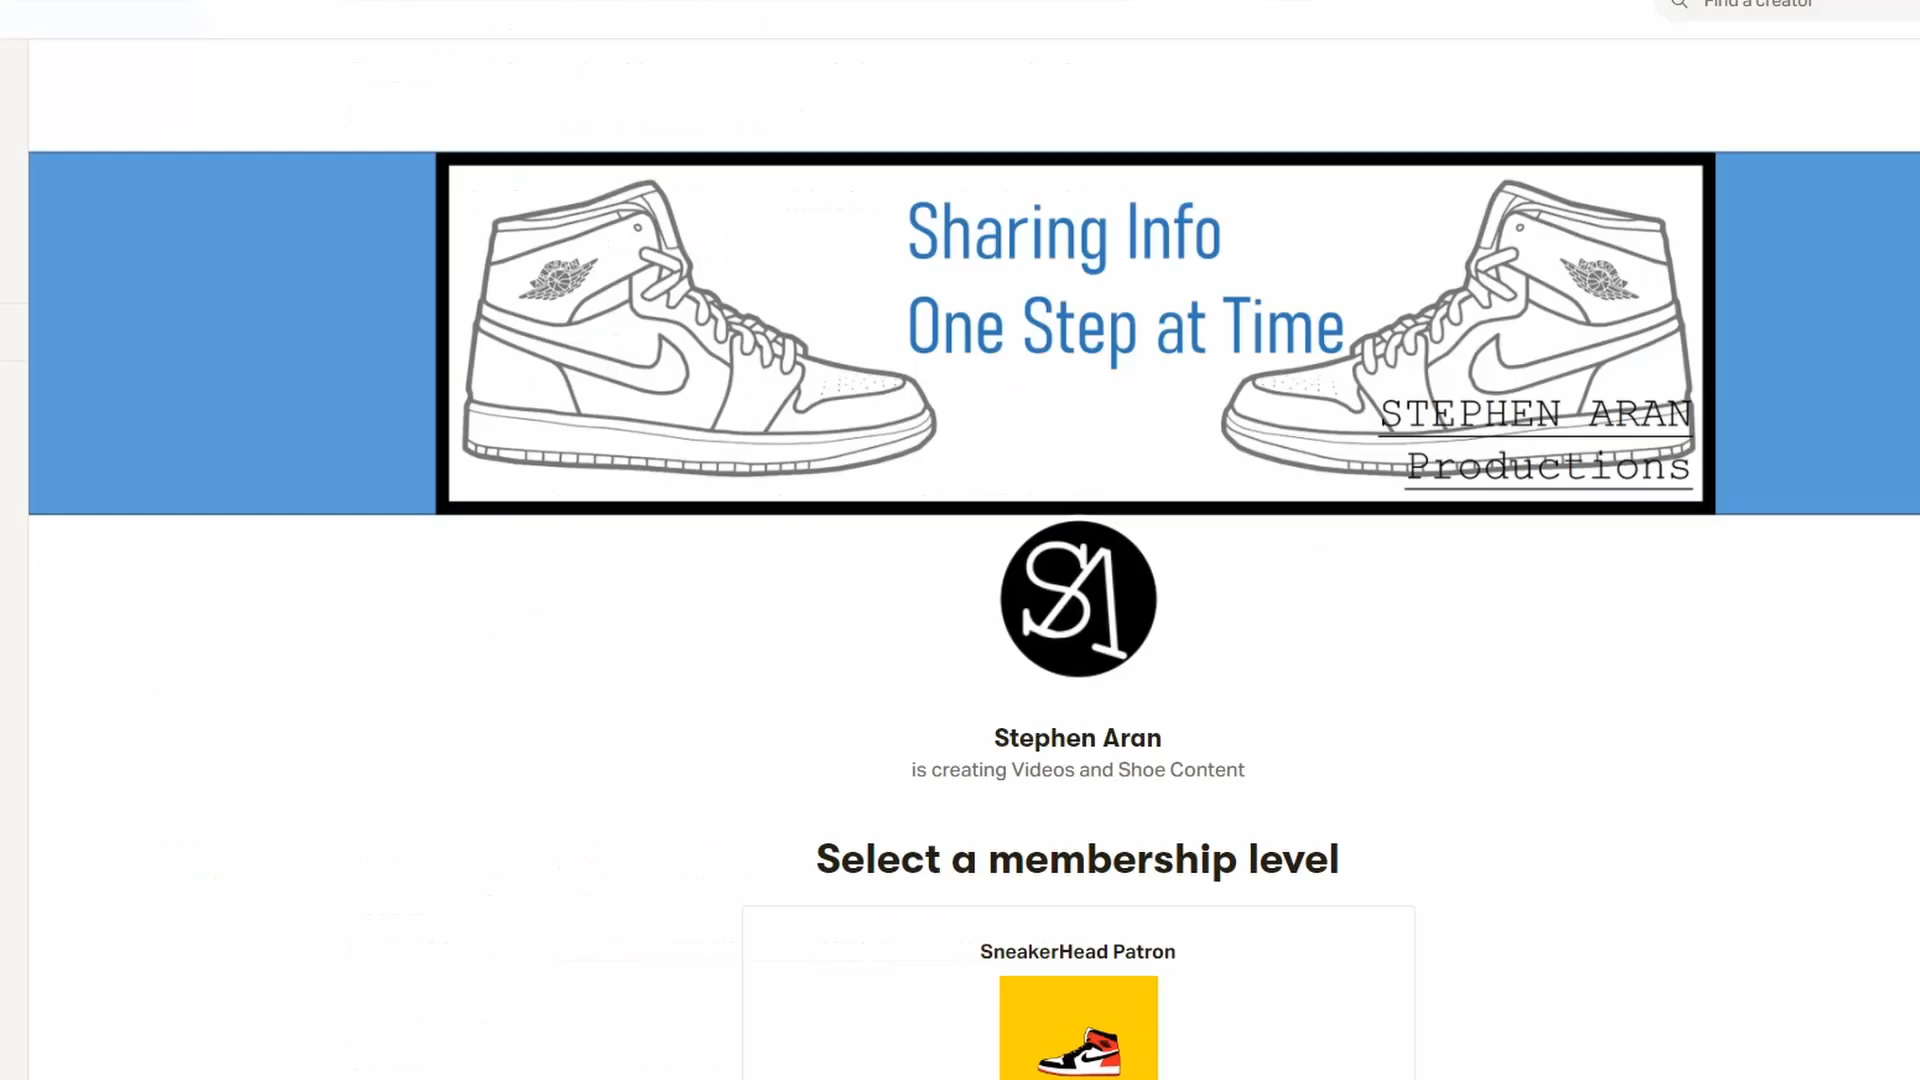 Find a creator
Sharing Info
One Step at Time
STEPHEN ARAN
Productions
SA
Stephen Aran
is creating Videos and Shoe Content
Select a membership level
SneakerHead Patron